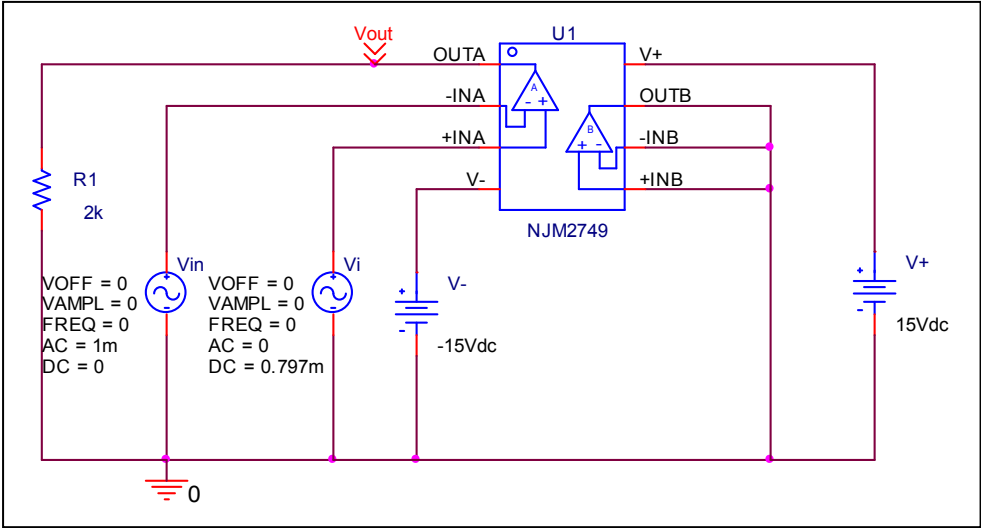 Vout
U1
OUTA
V+
-INA
A
- +
OUTB
+INA
B
+ -
-INB
V-
+INB
NJM2749
R1
2k
Vin
VOFF = 0
VAMPL = 0
FREQ = 0
AC = 1m
DC = 0
Vi
VOFF = 0
VAMPL = 0
FREQ = 0
AC = 0
DC = 0.797m
V-
+
-
-15Vdc
V+
+
-
15Vdc
+
-
+
-
0